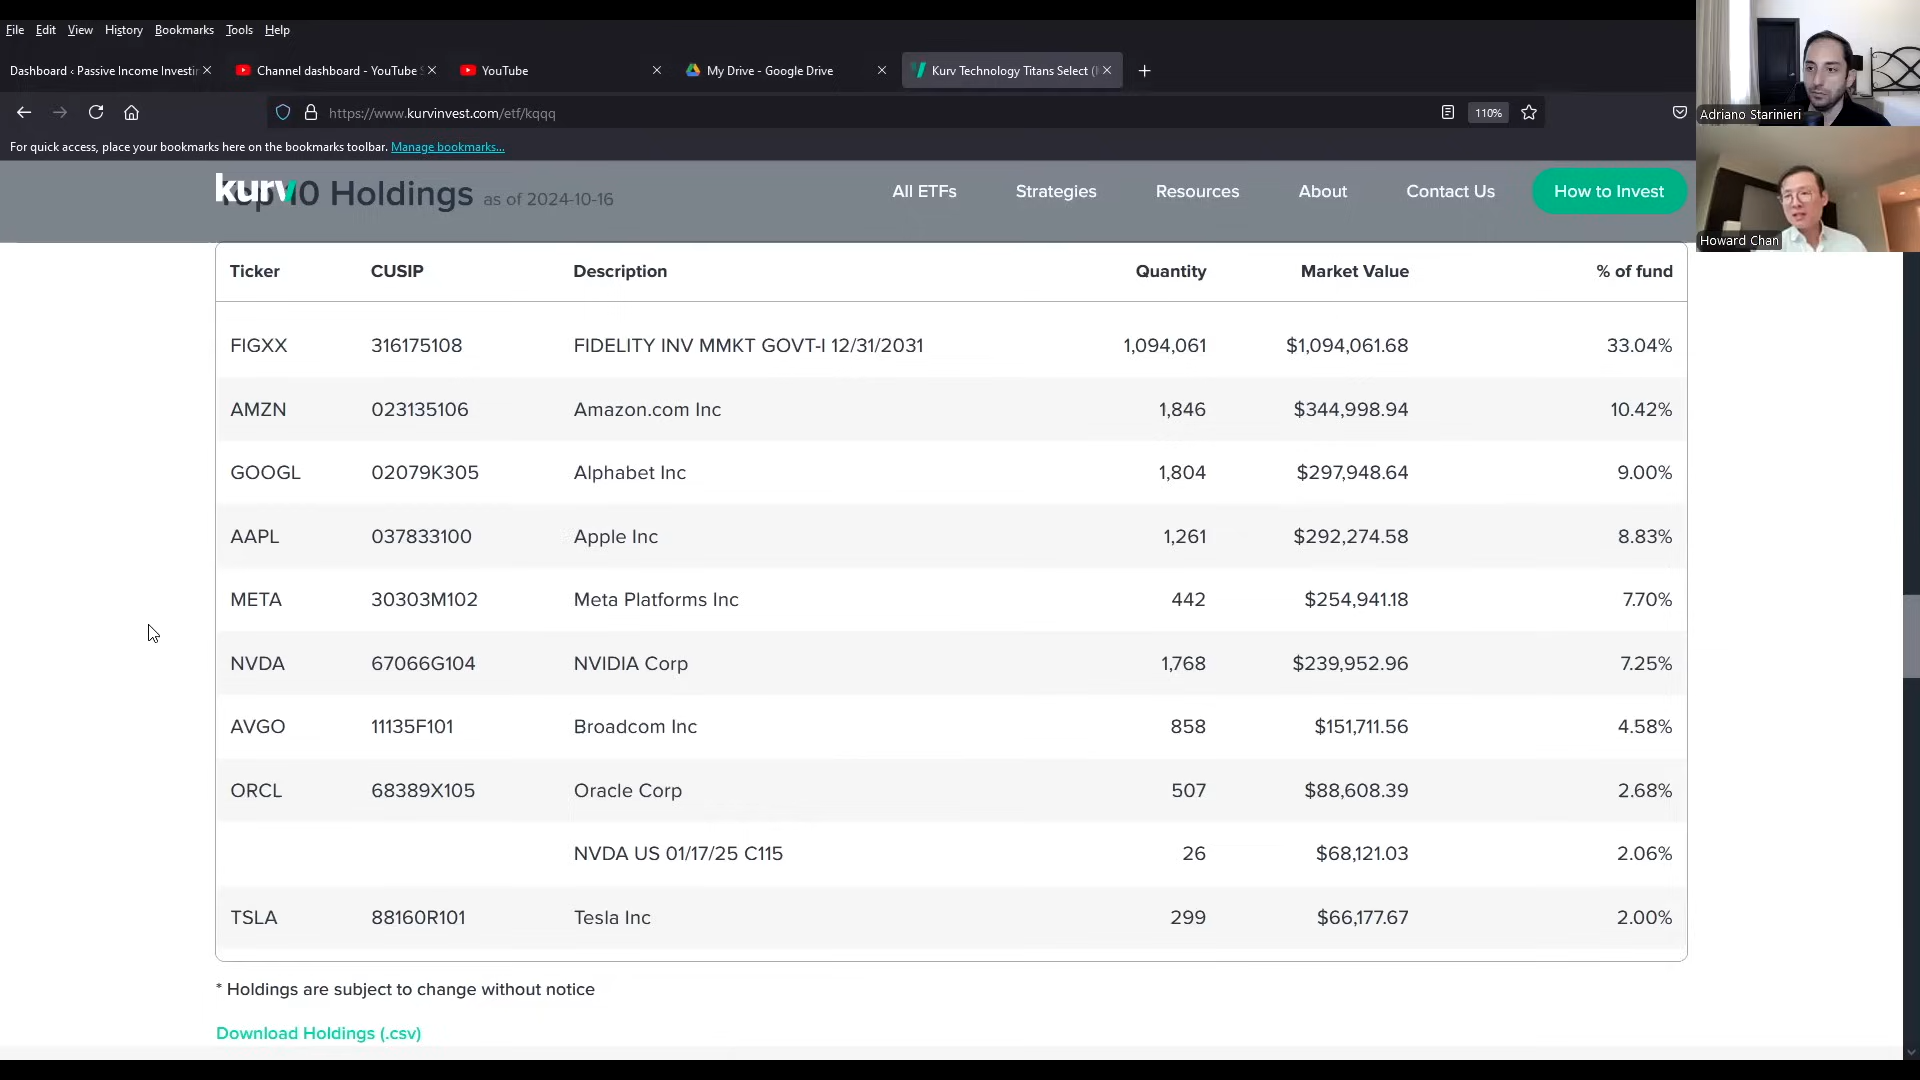 File Edit View History Bookmarks Tools Help
Dashboard ‹ Passive Income Investi
Channel dashboard - YouTube
YouTube
My Drive - Google Drive
Kurv Technology Titans Select (
https://www.kurvinvest.com/etf/kqqq
110%
For quick access, place your bookmarks here on the bookmarks toolbar. Manage bookmarks...
Adriano Starinieri
Howard Chan
kurv
Top 10 Holdings as of 2024-10-16
All ETFs Strategies Resources About Contact Us How to Invest
Ticker CUSIP Description Quantity Market Value % of fund
FIGXX 316175108 FIDELITY INV MMKT GOVT-I 12/31/2031 1,094,061 $1,094,061.68 33.04%
AMZN 023135106 Amazon.com Inc 1,846 $344,998.94 10.42%
GOOGL 02079K305 Alphabet Inc 1,804 $297,948.64 9.00%
AAPL 037833100 Apple Inc 1,261 $292,274.58 8.83%
META 30303M102 Meta Platforms Inc 442 $254,941.18 7.70%
NVDA 67066G104 NVIDIA Corp 1,768 $239,952.96 7.25%
AVGO 11135F101 Broadcom Inc 858 $151,711.56 4.58%
ORCL 68389X105 Oracle Corp 507 $88,608.39 2.68%
NVDA US 01/17/25 C115 26 $68,121.03 2.06%
TSLA 88160R101 Tesla Inc 299 $66,177.67 2.00%
* Holdings are subject to change without notice
Download Holdings (.csv)